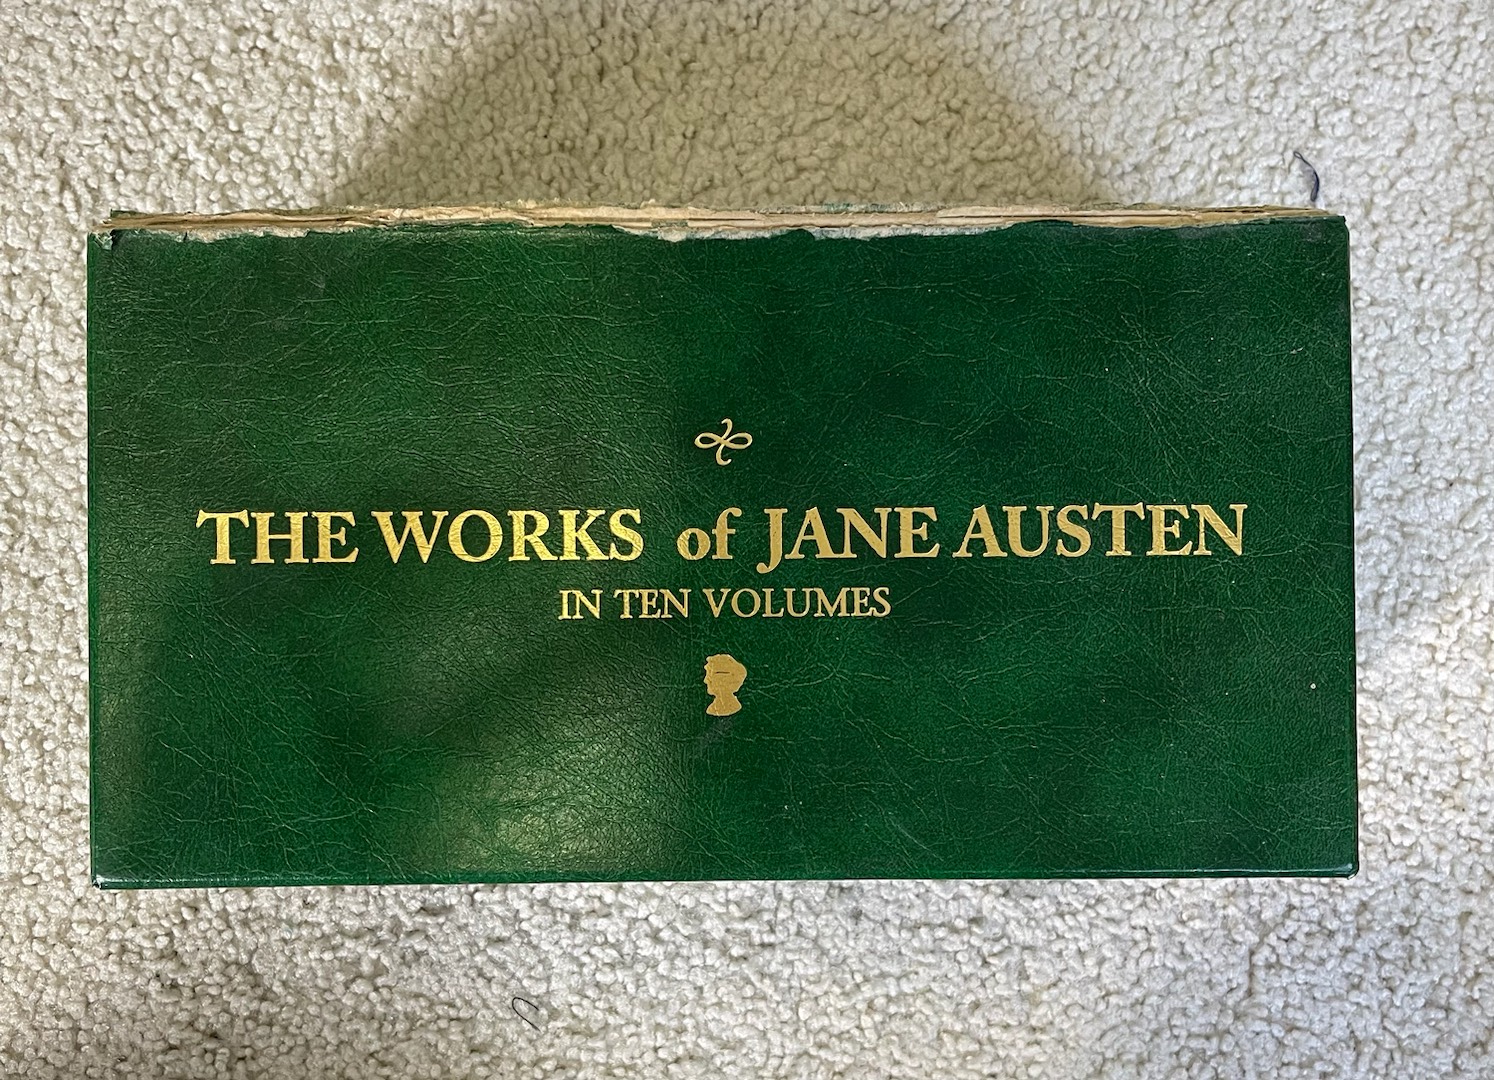 THE WORKS of JANE AUSTEN
IN TEN VOLUMES